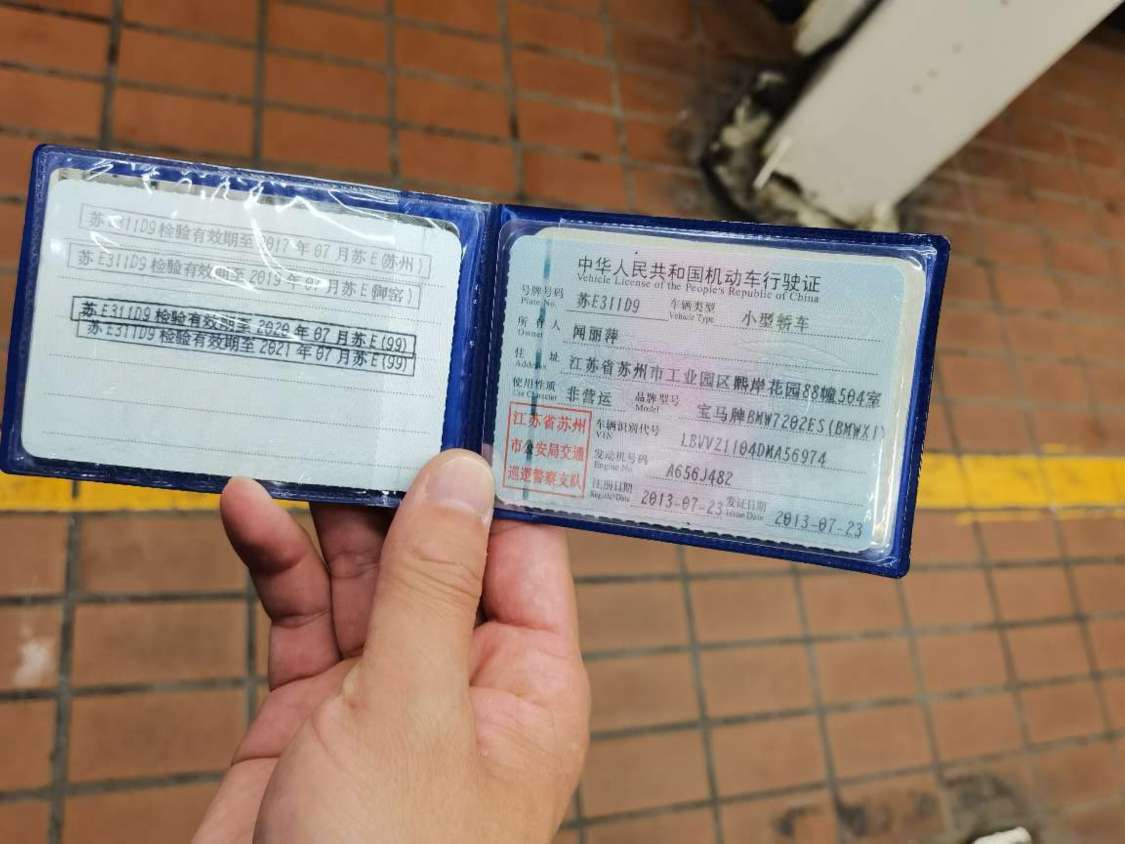 苏E311D9检验有效期至2017年07月苏E(苏州)
苏E311D9检验有效期至2019年07月苏E(御窑)
苏E311D9检验有效期至2020年07月苏E(99)
苏E311D9检验有效期至2021年07月苏E(99)
中华人民共和国机动车行驶证
Vehicle License of the People's Republic of China
号牌号码 苏E311D9 车辆类型 小型轿车
Plate No. Vehicle Type
所有人 闻丽萍
Owner
住址 江苏省苏州市工业园区熙岸花园88幢504室
Address
使用性质 非营运 品牌型号 宝马牌BMW7202ES(BMWX1)
Use Character Model
江苏省苏州
市公安局交通
巡逻警察支队
车辆识别代号 LBVVZ1104DMA56974
VIN
发动机号码 A656J482
Engine No.
注册日期 2013-07-23 发证日期 2013-07-23
Register Date Issue Date